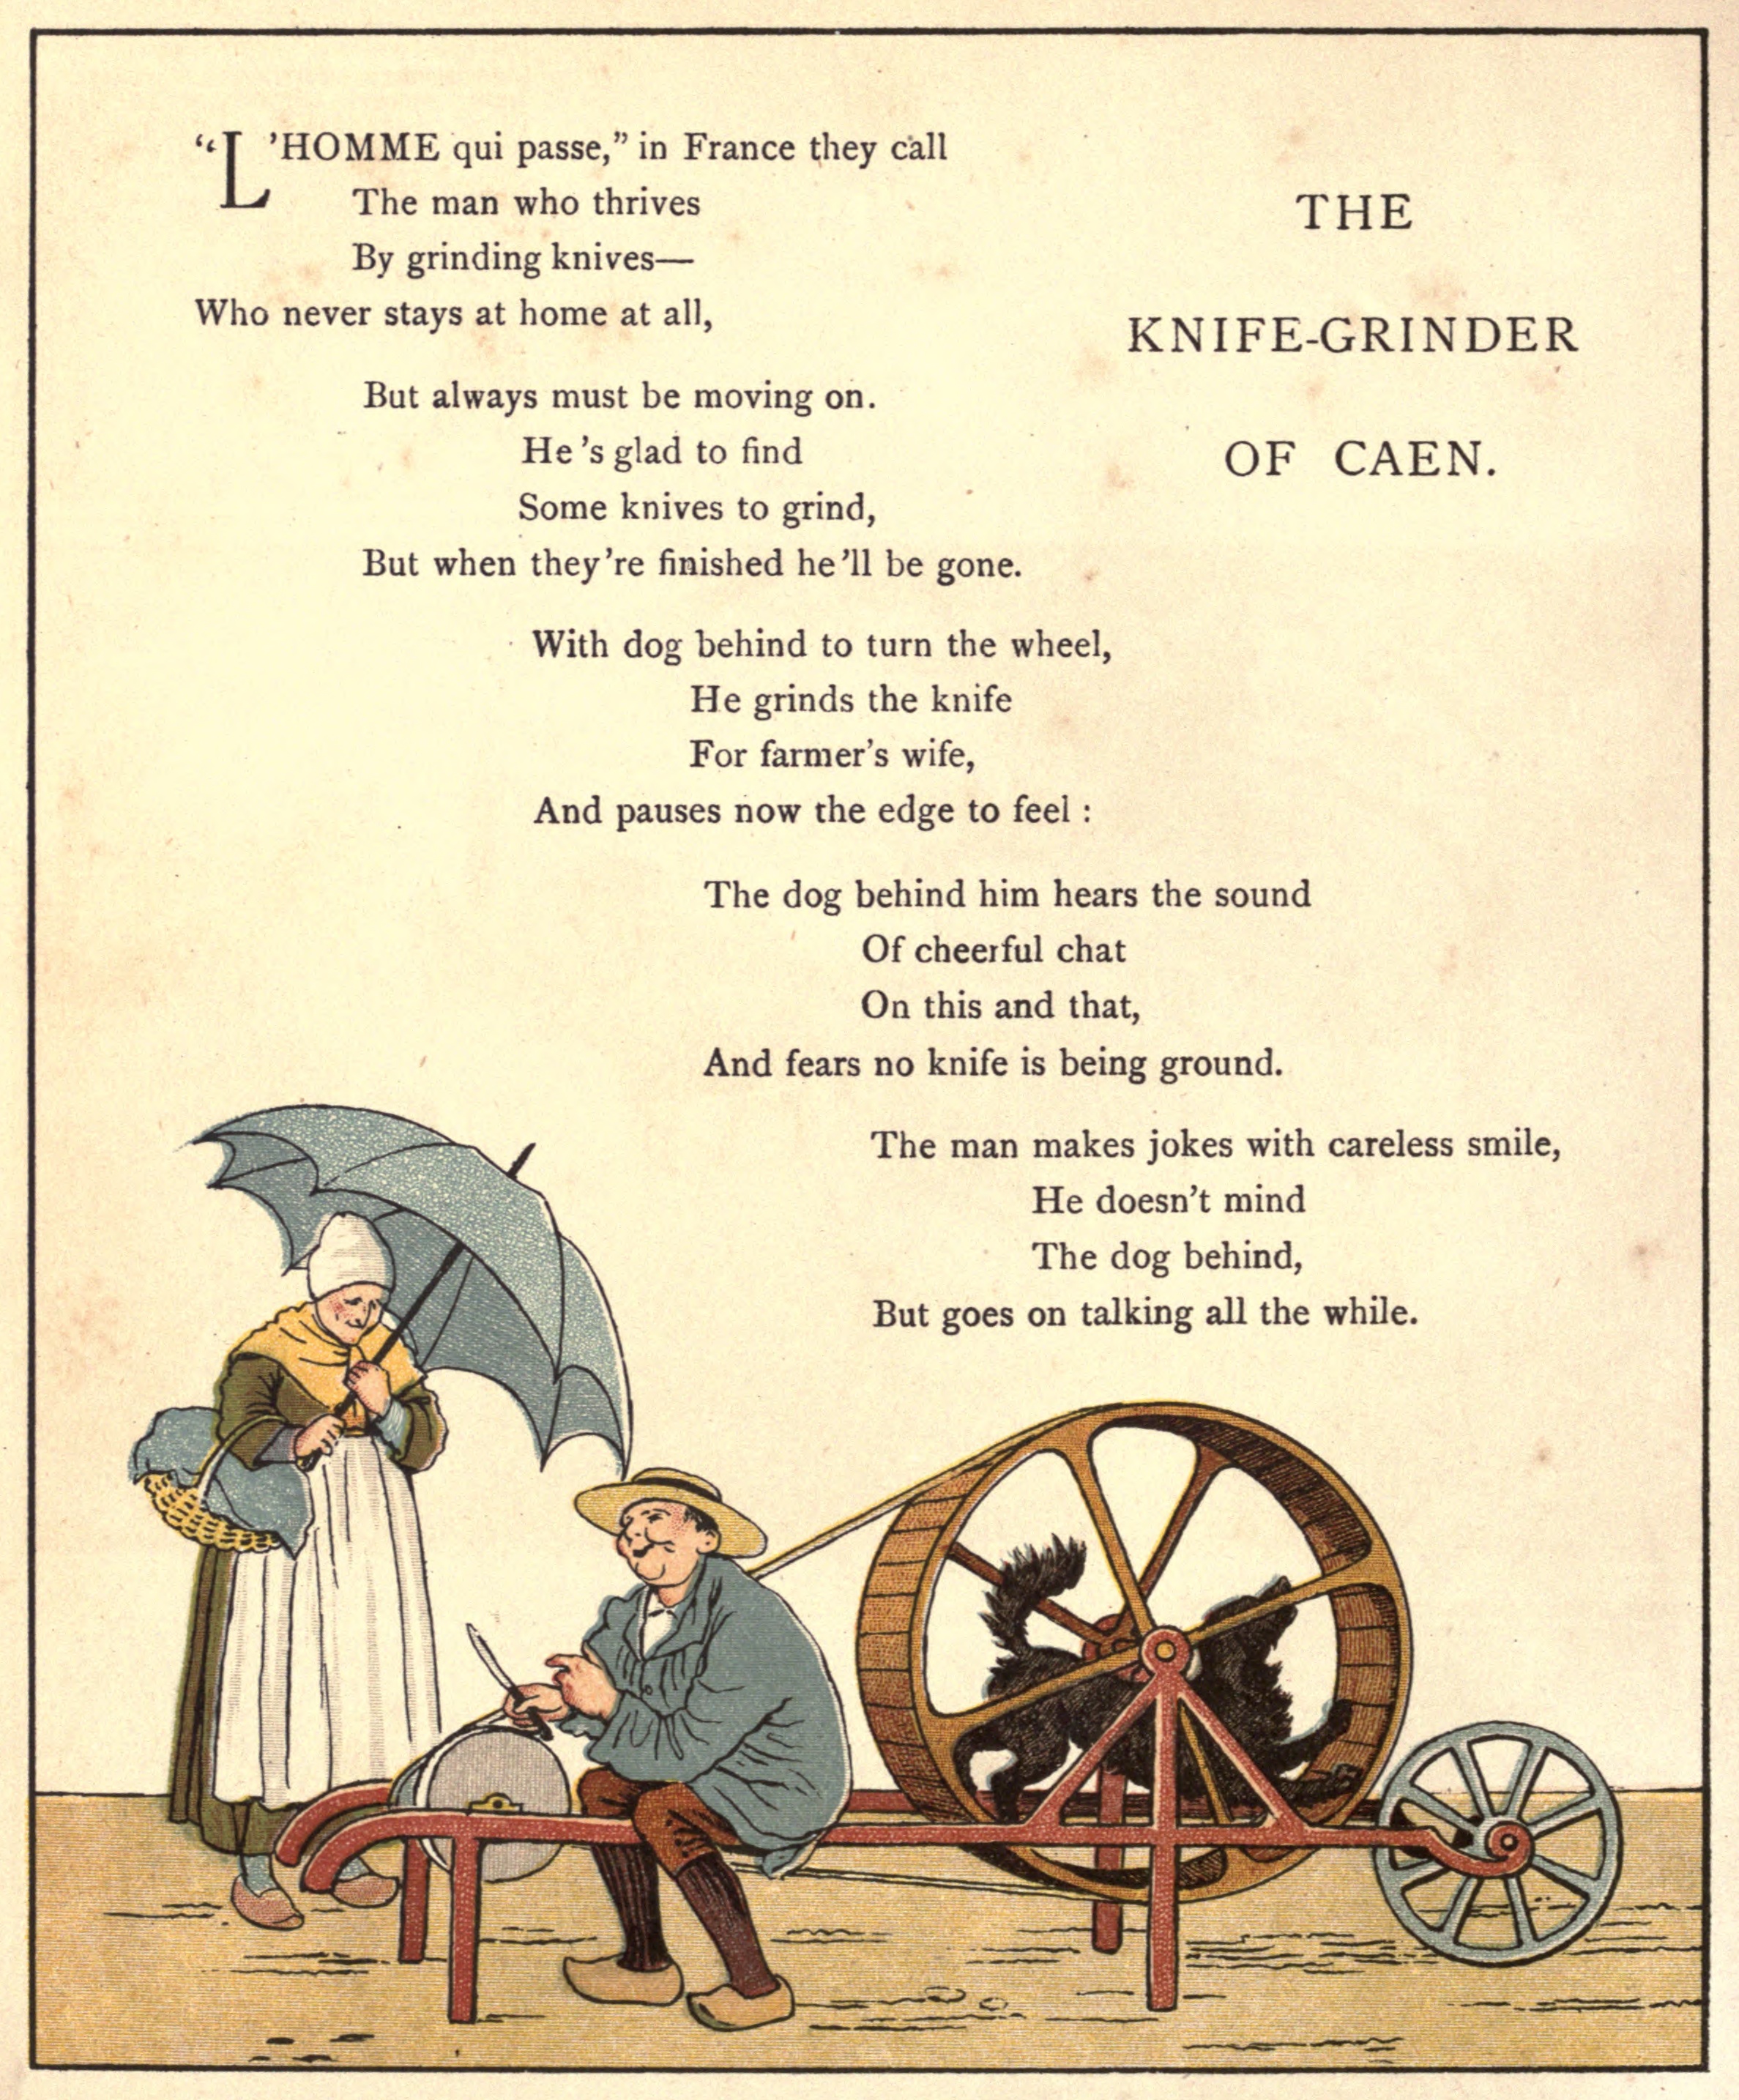 THE
KNIFE-GRINDER
OF CAEN.
“L’HOMME qui passe,” in France they call
The man who thrives
By grinding knives—
Who never stays at home at all,
But always must be moving on.
He’s glad to find
Some knives to grind,
But when they’re finished he’ll be gone.
With dog behind to turn the wheel,
He grinds the knife
For farmer’s wife,
And pauses now the edge to feel :
The dog behind him hears the sound
Of cheerful chat
On this and that,
And fears no knife is being ground.
The man makes jokes with careless smile,
He doesn’t mind
The dog behind,
But goes on talking all the while.